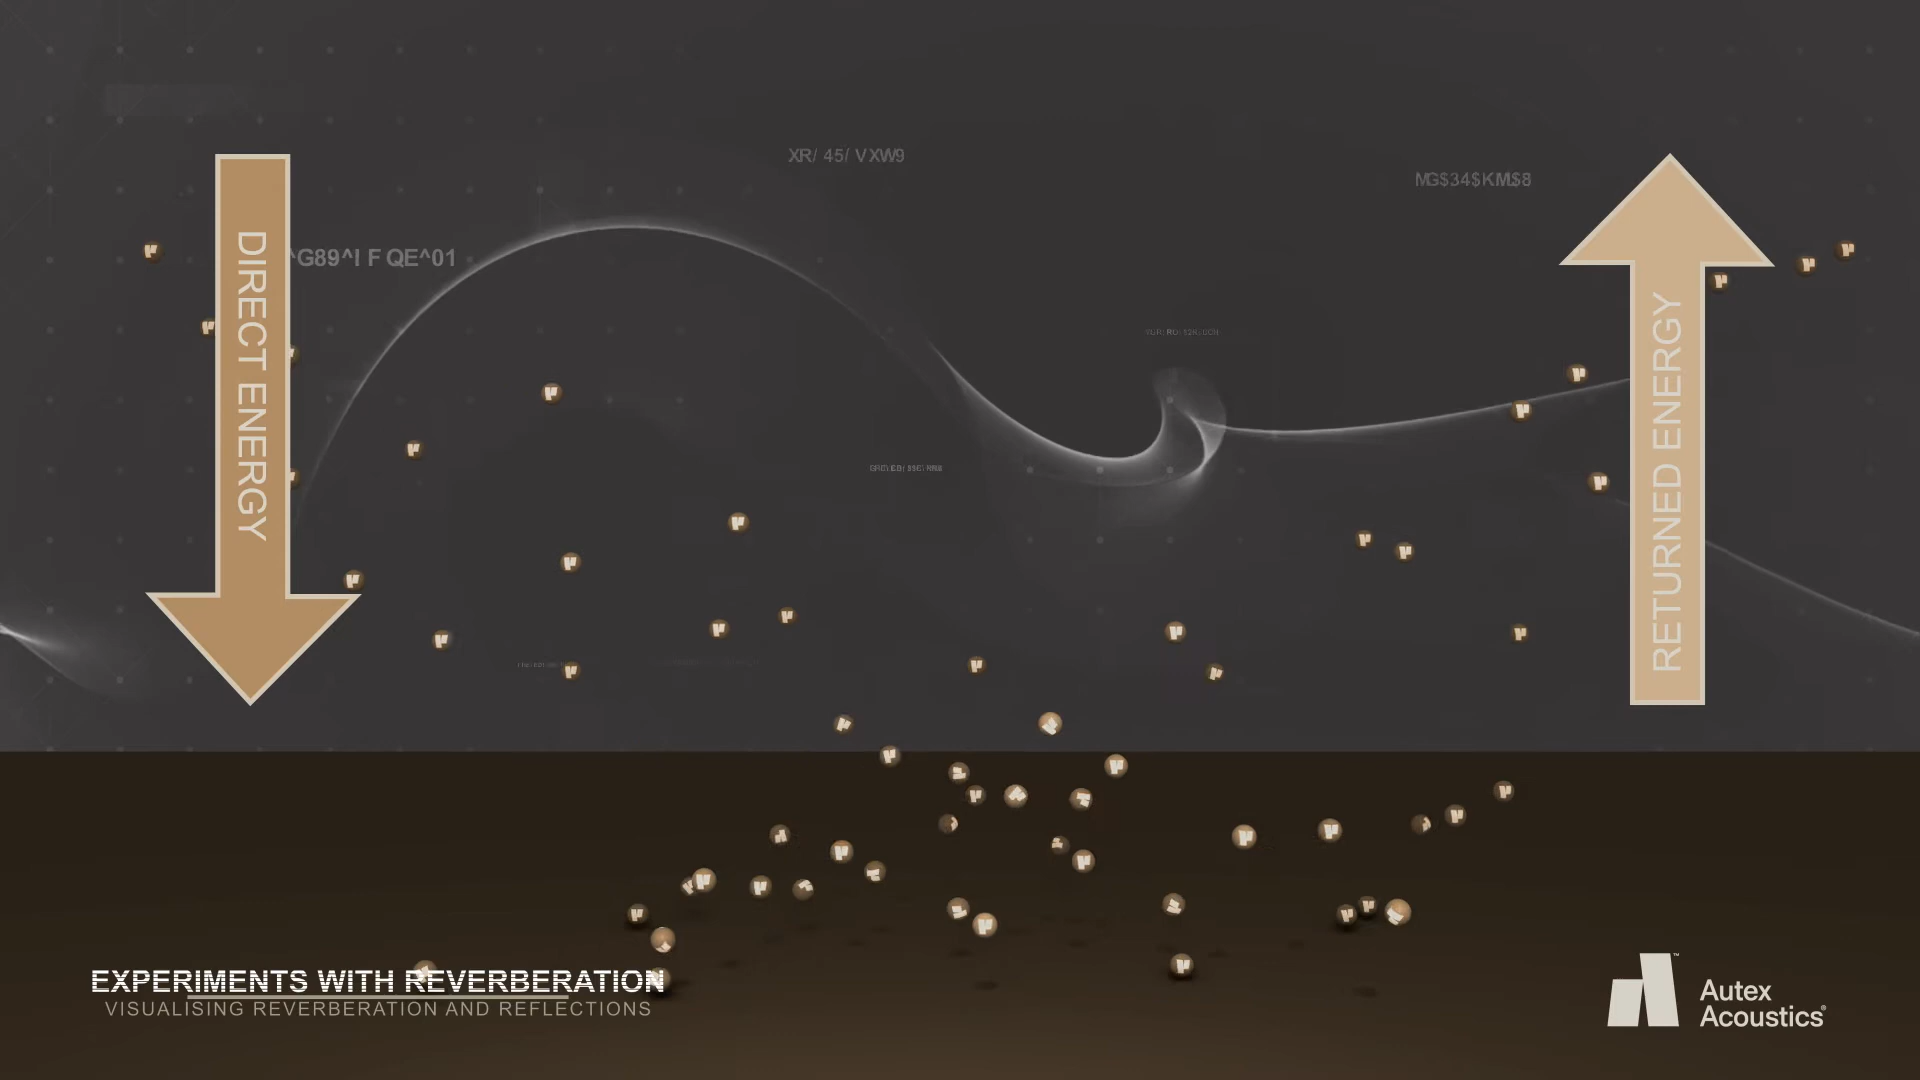 XR/ 45/ VXW9
MG$34$KM$8
^G89^I F QE^01
DIRECT ENERGY
RETURNED ENERGY
EXPERIMENTS WITH REVERBERATION
VISUALISING REVERBERATION AND REFLECTIONS
Autex
Acoustics®